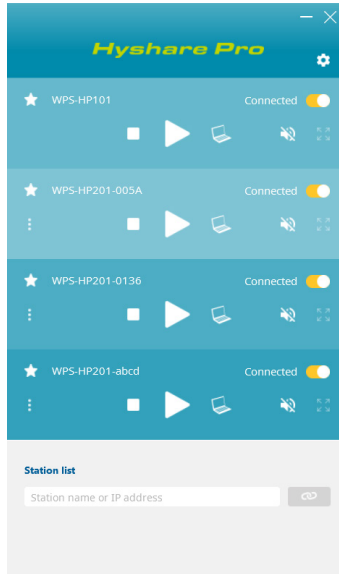 Hyshare Pro
WPS-HP101 Connected
WPS-HP201-005A Connected
WPS-HP201-0136 Connected
WPS-HP201-abcd Connected
Station list
Station name or IP address